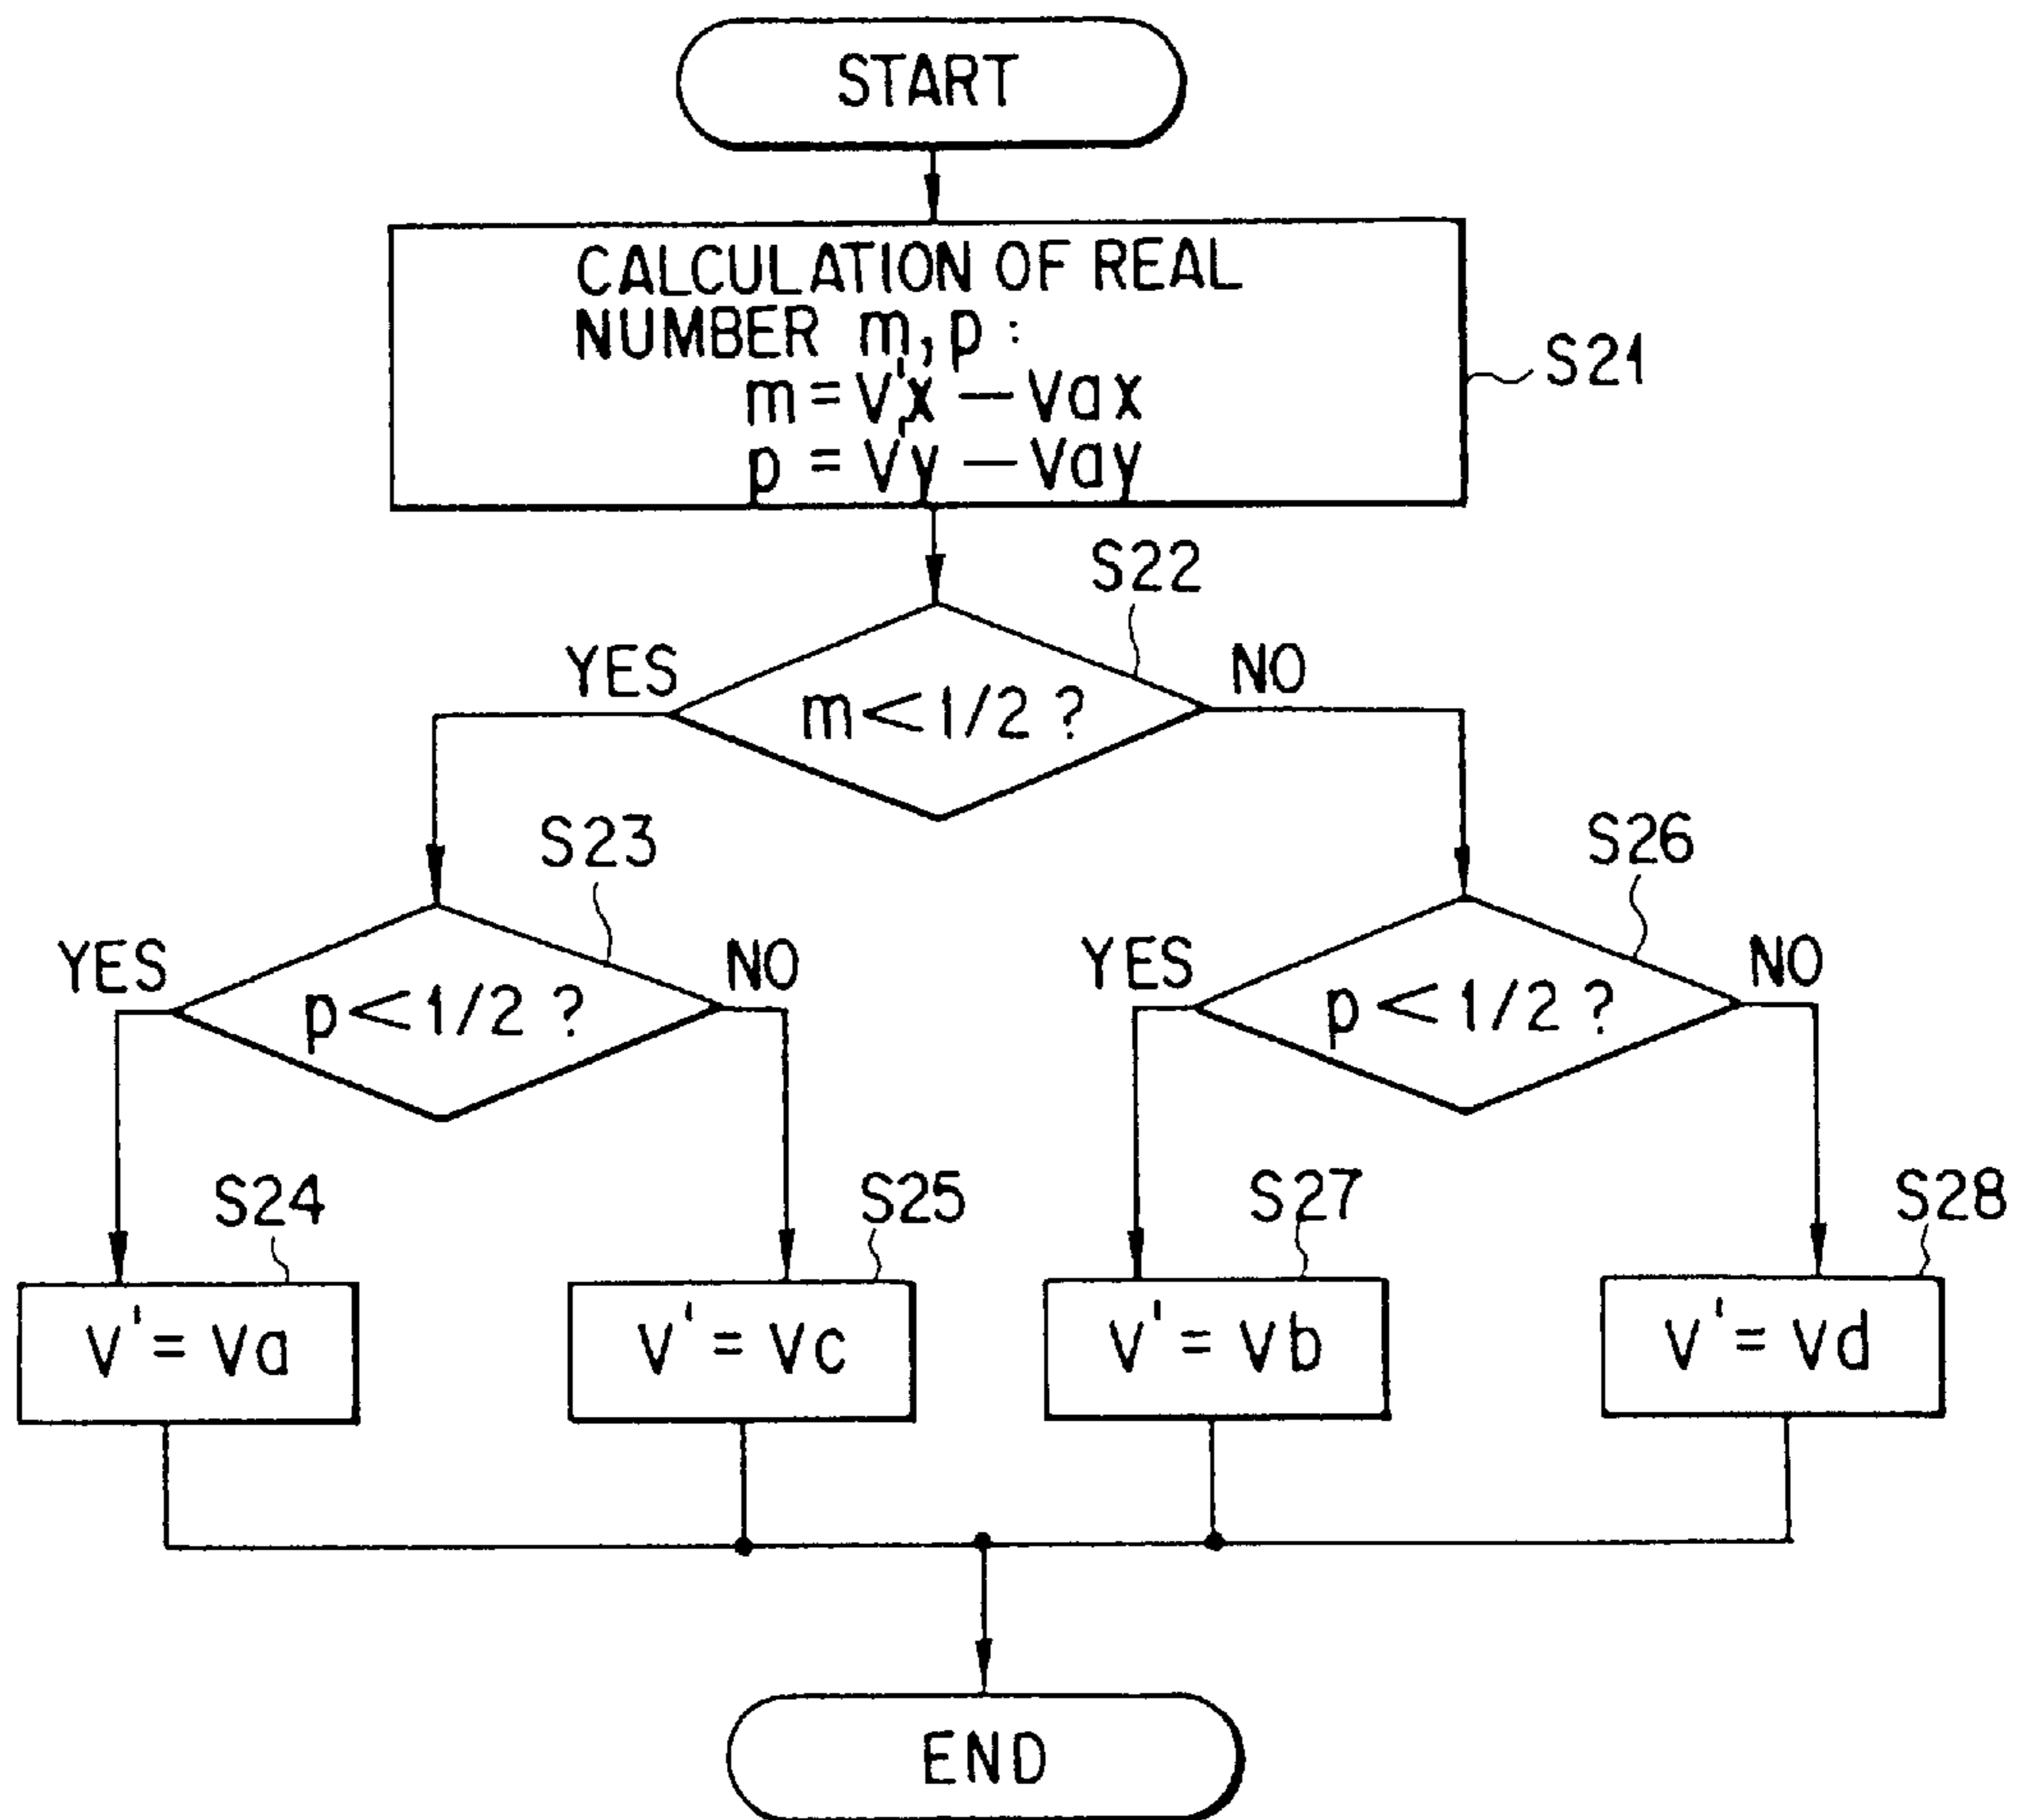 START
CALCULATION OF REAL
NUMBER m,p :
m = V'x — Vax
p = V'y — Vay
S21
S22
YES
NO
m < 1/2 ?
S23
S26
YES
NO
YES
NO
p < 1/2 ?
p < 1/2 ?
S24
S25
S27
S28
V' = Va
V' = Vc
V' = Vb
V' = Vd
END